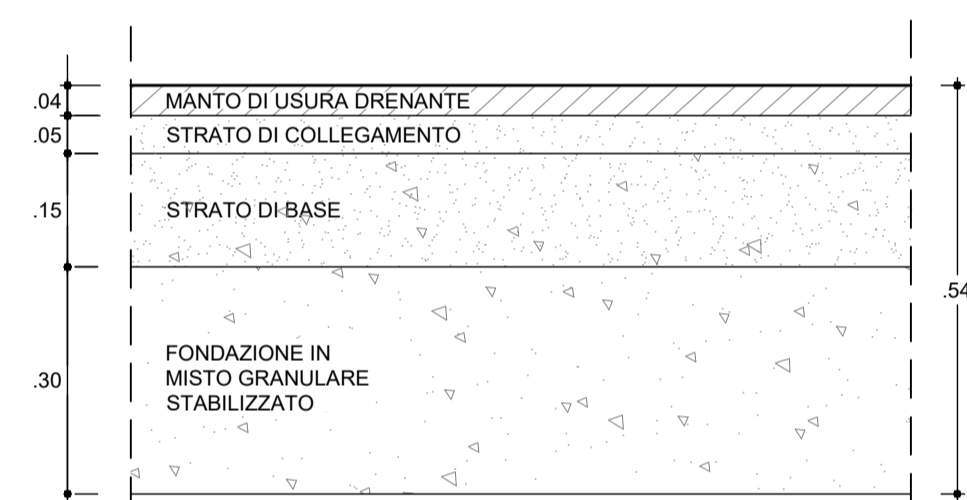 .04
MANTO DI USURA DRENANTE
.05
STRATO DI COLLEGAMENTO
.15
STRATO DI BASE
.54
.30
FONDAZIONE IN
MISTO GRANULARE
STABILIZZATO